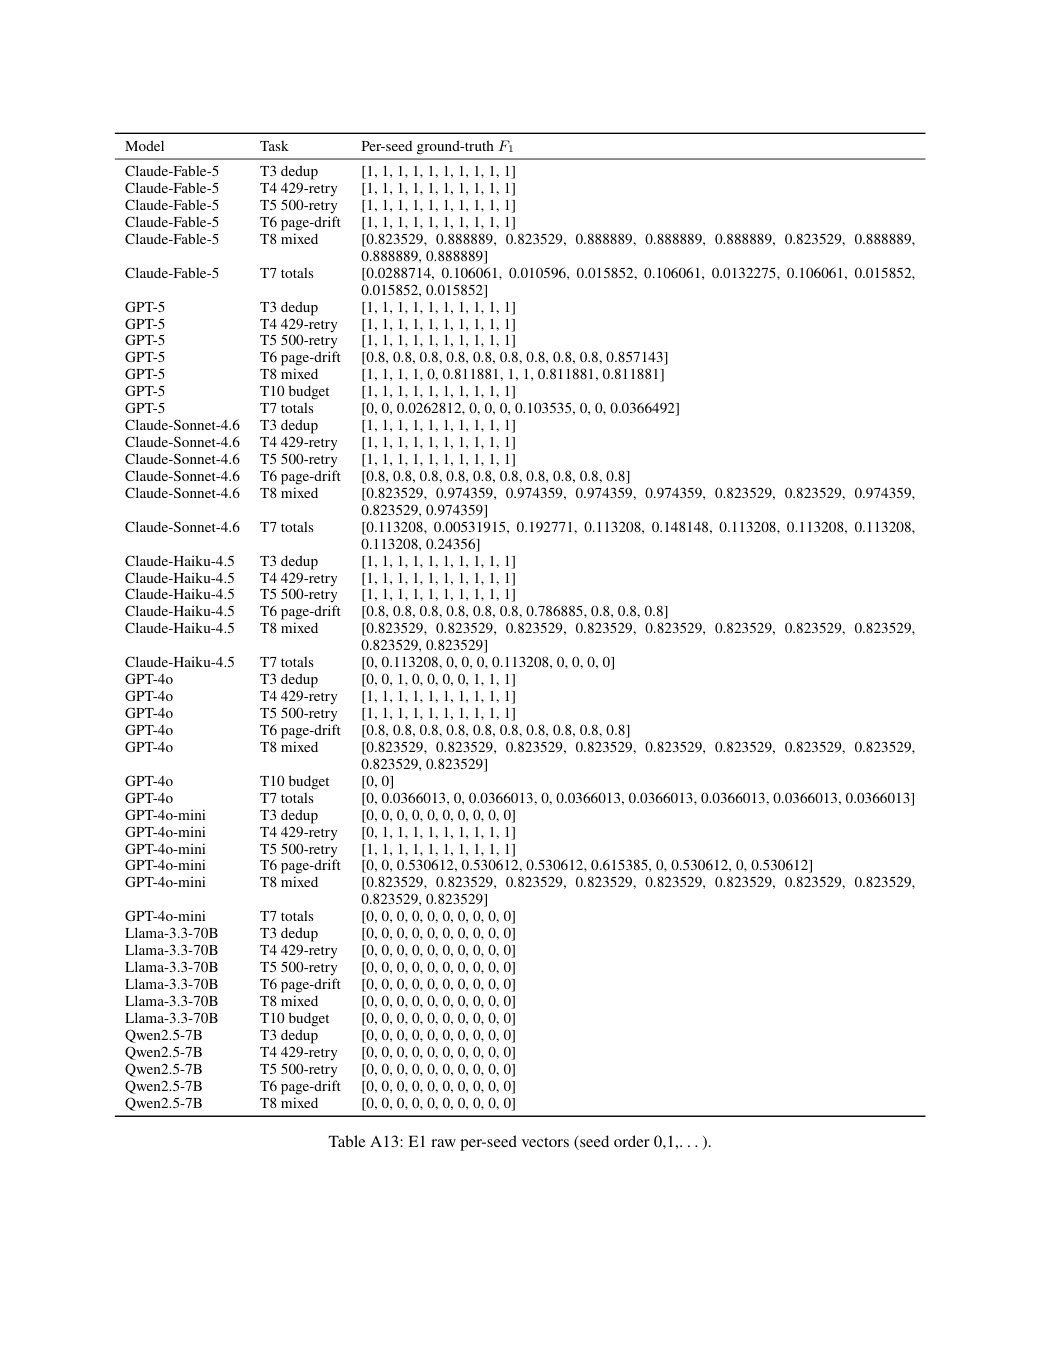 Model Task Per-seed ground-truth F1
Claude-Fable-5 T3 dedup [1, 1, 1, 1, 1, 1, 1, 1, 1, 1]
Claude-Fable-5 T4 429-retry [1, 1, 1, 1, 1, 1, 1, 1, 1, 1]
Claude-Fable-5 T5 500-retry [1, 1, 1, 1, 1, 1, 1, 1, 1, 1]
Claude-Fable-5 T6 page-drift [1, 1, 1, 1, 1, 1, 1, 1, 1, 1]
Claude-Fable-5 T8 mixed [0.823529, 0.888889, 0.823529, 0.888889, 0.888889, 0.888889, 0.823529, 0.888889,
0.888889, 0.888889]
Claude-Fable-5 T7 totals [0.0288714, 0.106061, 0.010596, 0.015852, 0.106061, 0.0132275, 0.106061, 0.015852,
0.015852, 0.015852]
GPT-5 T3 dedup [1, 1, 1, 1, 1, 1, 1, 1, 1, 1]
GPT-5 T4 429-retry [1, 1, 1, 1, 1, 1, 1, 1, 1, 1]
GPT-5 T5 500-retry [1, 1, 1, 1, 1, 1, 1, 1, 1, 1]
GPT-5 T6 page-drift [0.8, 0.8, 0.8, 0.8, 0.8, 0.8, 0.8, 0.8, 0.8, 0.857143]
GPT-5 T8 mixed [1, 1, 1, 1, 0, 0.811881, 1, 1, 0.811881, 0.811881]
GPT-5 T10 budget [1, 1, 1, 1, 1, 1, 1, 1, 1, 1]
GPT-5 T7 totals [0, 0, 0.0262812, 0, 0, 0, 0.103535, 0, 0, 0.0366492]
Claude-Sonnet-4.6 T3 dedup [1, 1, 1, 1, 1, 1, 1, 1, 1, 1]
Claude-Sonnet-4.6 T4 429-retry [1, 1, 1, 1, 1, 1, 1, 1, 1, 1]
Claude-Sonnet-4.6 T5 500-retry [1, 1, 1, 1, 1, 1, 1, 1, 1, 1]
Claude-Sonnet-4.6 T6 page-drift [0.8, 0.8, 0.8, 0.8, 0.8, 0.8, 0.8, 0.8, 0.8, 0.8]
Claude-Sonnet-4.6 T8 mixed [0.823529, 0.974359, 0.974359, 0.974359, 0.974359, 0.823529, 0.823529, 0.974359,
0.823529, 0.974359]
Claude-Sonnet-4.6 T7 totals [0.113208, 0.00531915, 0.192771, 0.113208, 0.148148, 0.113208, 0.113208, 0.113208,
0.113208, 0.24356]
Claude-Haiku-4.5 T3 dedup [1, 1, 1, 1, 1, 1, 1, 1, 1, 1]
Claude-Haiku-4.5 T4 429-retry [1, 1, 1, 1, 1, 1, 1, 1, 1, 1]
Claude-Haiku-4.5 T5 500-retry [1, 1, 1, 1, 1, 1, 1, 1, 1, 1]
Claude-Haiku-4.5 T6 page-drift [0.8, 0.8, 0.8, 0.8, 0.8, 0.8, 0.786885, 0.8, 0.8, 0.8]
Claude-Haiku-4.5 T8 mixed [0.823529, 0.823529, 0.823529, 0.823529, 0.823529, 0.823529, 0.823529, 0.823529,
0.823529, 0.823529]
Claude-Haiku-4.5 T7 totals [0, 0.113208, 0, 0, 0, 0.113208, 0, 0, 0, 0]
GPT-4o T3 dedup [0, 0, 1, 0, 0, 0, 0, 1, 1, 1]
GPT-4o T4 429-retry [1, 1, 1, 1, 1, 1, 1, 1, 1, 1]
GPT-4o T5 500-retry [1, 1, 1, 1, 1, 1, 1, 1, 1, 1]
GPT-4o T6 page-drift [0.8, 0.8, 0.8, 0.8, 0.8, 0.8, 0.8, 0.8, 0.8, 0.8]
GPT-4o T8 mixed [0.823529, 0.823529, 0.823529, 0.823529, 0.823529, 0.823529, 0.823529, 0.823529,
0.823529, 0.823529]
GPT-4o T10 budget [0, 0]
GPT-4o T7 totals [0, 0.0366013, 0, 0.0366013, 0, 0.0366013, 0.0366013, 0.0366013, 0.0366013, 0.0366013]
GPT-4o-mini T3 dedup [0, 0, 0, 0, 0, 0, 0, 0, 0, 0]
GPT-4o-mini T4 429-retry [0, 1, 1, 1, 1, 1, 1, 1, 1, 1]
GPT-4o-mini T5 500-retry [1, 1, 1, 1, 1, 1, 1, 1, 1, 1]
GPT-4o-mini T6 page-drift [0, 0, 0.530612, 0.530612, 0.530612, 0.615385, 0, 0.530612, 0, 0.530612]
GPT-4o-mini T8 mixed [0.823529, 0.823529, 0.823529, 0.823529, 0.823529, 0.823529, 0.823529, 0.823529,
0.823529, 0.823529]
GPT-4o-mini T7 totals [0, 0, 0, 0, 0, 0, 0, 0, 0, 0]
Llama-3.3-70B T3 dedup [0, 0, 0, 0, 0, 0, 0, 0, 0, 0]
Llama-3.3-70B T4 429-retry [0, 0, 0, 0, 0, 0, 0, 0, 0, 0]
Llama-3.3-70B T5 500-retry [0, 0, 0, 0, 0, 0, 0, 0, 0, 0]
Llama-3.3-70B T6 page-drift [0, 0, 0, 0, 0, 0, 0, 0, 0, 0]
Llama-3.3-70B T8 mixed [0, 0, 0, 0, 0, 0, 0, 0, 0, 0]
Llama-3.3-70B T10 budget [0, 0, 0, 0, 0, 0, 0, 0, 0, 0]
Qwen2.5-7B T3 dedup [0, 0, 0, 0, 0, 0, 0, 0, 0, 0]
Qwen2.5-7B T4 429-retry [0, 0, 0, 0, 0, 0, 0, 0, 0, 0]
Qwen2.5-7B T5 500-retry [0, 0, 0, 0, 0, 0, 0, 0, 0, 0]
Qwen2.5-7B T6 page-drift [0, 0, 0, 0, 0, 0, 0, 0, 0, 0]
Qwen2.5-7B T8 mixed [0, 0, 0, 0, 0, 0, 0, 0, 0, 0]
Table A13: E1 raw per-seed vectors (seed order 0,1,. . . ).